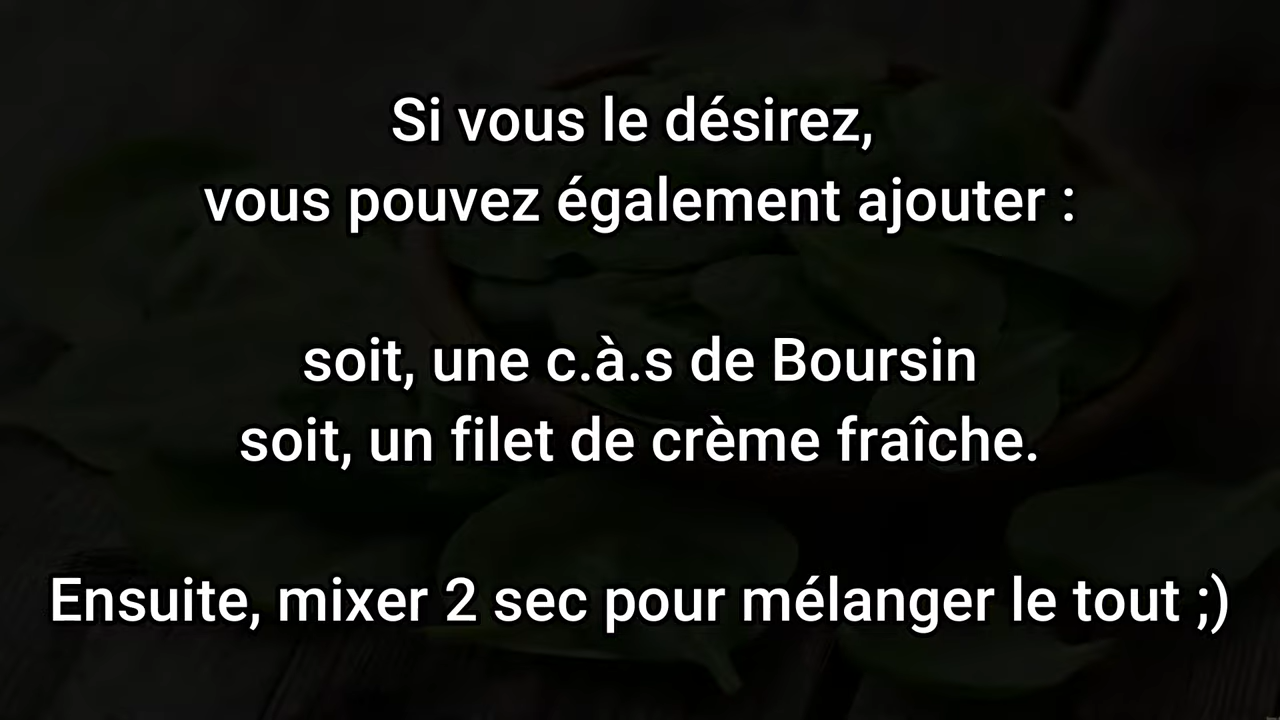 Si vous le désirez,
vous pouvez également ajouter :
soit, une c.à.s de Boursin
soit, un filet de crème fraîche.
Ensuite, mixer 2 sec pour mélanger le tout ;)